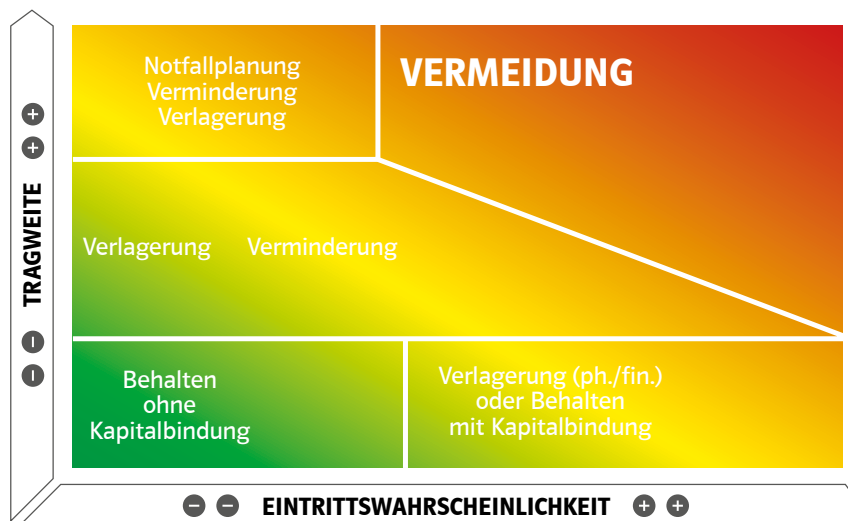 Notfallplanung
Verminderung
Verlagerung
VERMEIDUNG
TRAGWEITE
Verlagerung Verminderung
Behalten
ohne
Kapitalbindung
Verlagerung (ph./fin.)
oder Behalten
mit Kapitalbindung
EINTRITTSWAHRSCHEINLICHKEIT